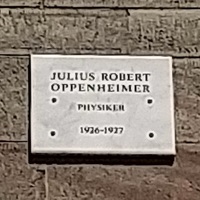 JULIUS ROBERT
OPPENHEIMER
PHYSIKER
1926-1927